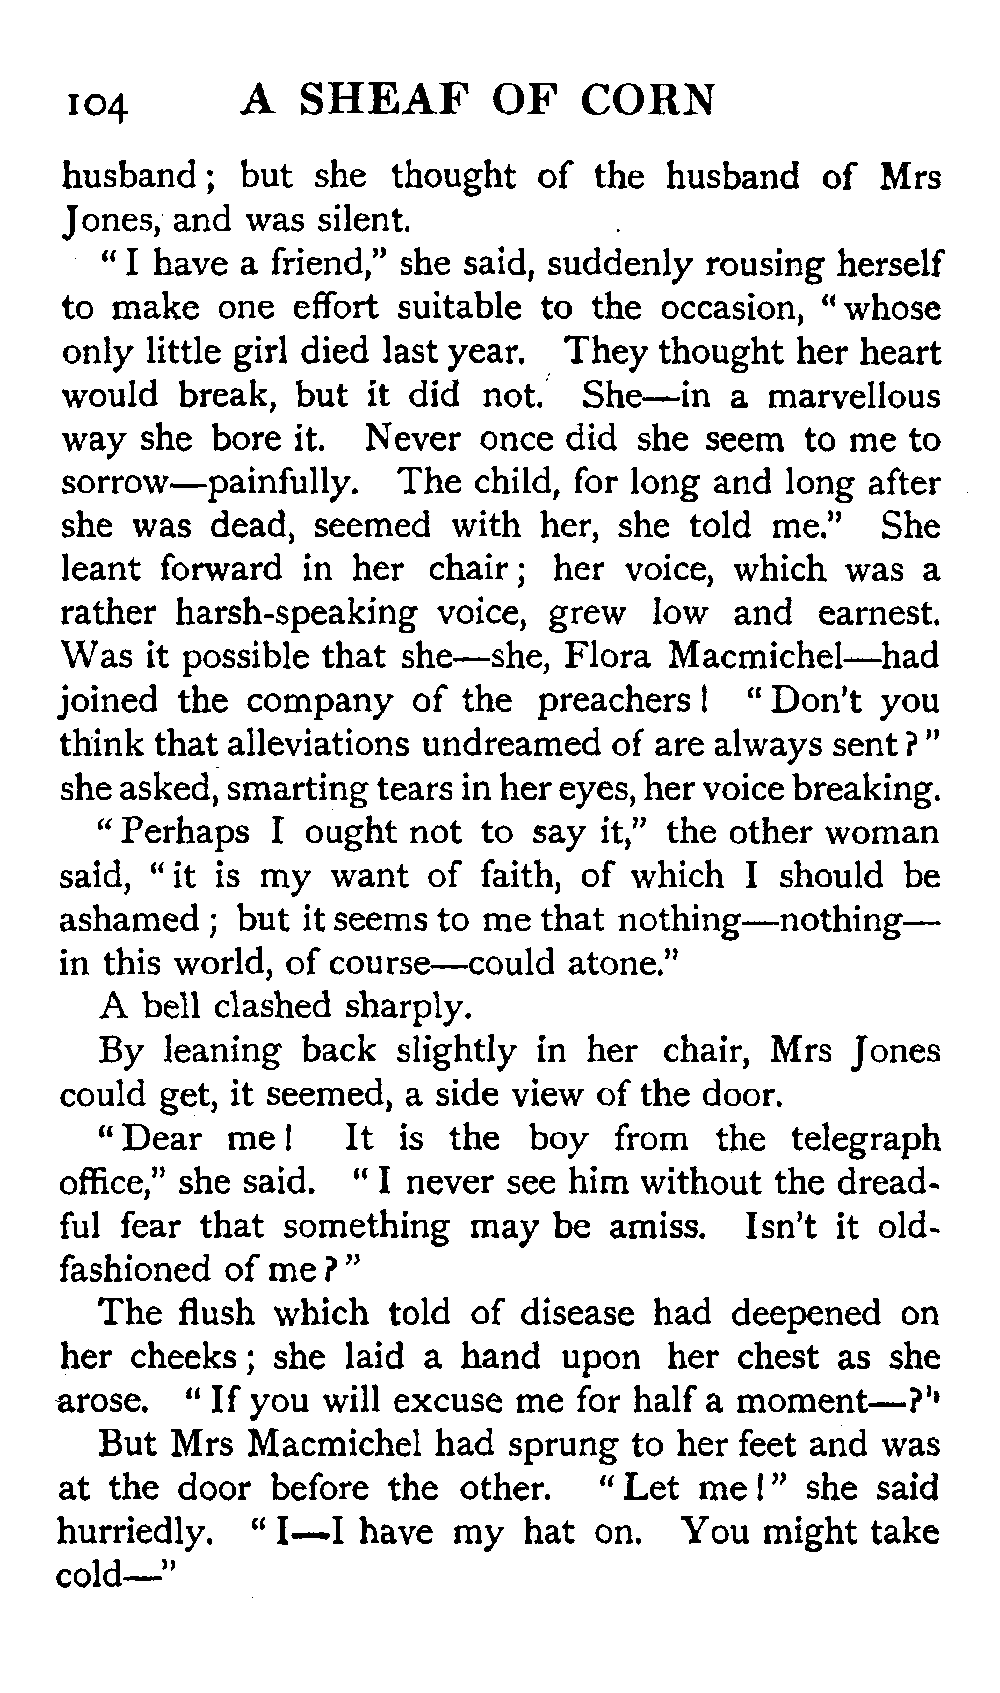 104 A SHEAF OF CORN
husband; but she thought of the husband of Mrs
Jones, and was silent.
"I have a friend," she said, suddenly rousing herself
to make one effort suitable to the occasion, "whose
only little girl died last year. They thought her heart
would break, but it did not. She—in a marvellous
way she bore it. Never once did she seem to me to
sorrow—painfully. The child, for long and long after
she was dead, seemed with her, she told me." She
leant forward in her chair; her voice, which was a
rather harsh-speaking voice, grew low and earnest.
Was it possible that she—she, Flora Macmichel—had
joined the company of the preachers! "Don't you
think that alleviations undreamed of are always sent?"
she asked, smarting tears in her eyes, her voice breaking.
"Perhaps I ought not to say it," the other woman
said, "it is my want of faith, of which I should be
ashamed; but it seems to me that nothing—nothing—
in this world, of course—could atone."
A bell clashed sharply.
By leaning back slightly in her chair, Mrs Jones
could get, it seemed, a side view of the door.
"Dear me! It is the boy from the telegraph
office," she said. "I never see him without the dread-
ful fear that something may be amiss. Isn't it old-
fashioned of me?"
The flush which told of disease had deepened on
her cheeks; she laid a hand upon her chest as she
arose. "If you will excuse me for half a moment—?"
But Mrs Macmichel had sprung to her feet and was
at the door before the other. "Let me!" she said
hurriedly. "I—I have my hat on. You might take
cold—"